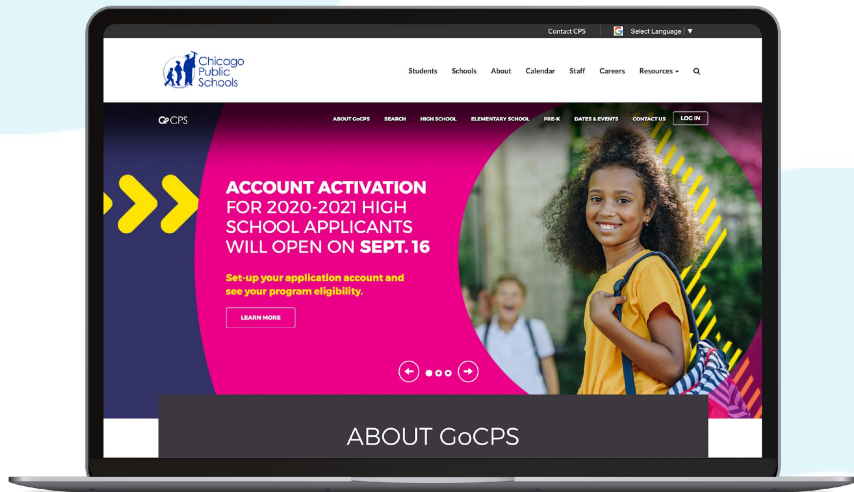 Contact CPS
Select Language ▼
Chicago
Public
Schools
Students Schools About Calendar Staff Careers Resources
GoCPS
ABOUT GoCPS SEARCH HIGH SCHOOL ELEMENTARY SCHOOL PRE-K DATES & EVENTS CONTACT US LOG IN
ACCOUNT ACTIVATION
FOR 2020-2021 HIGH
SCHOOL APPLICANTS
WILL OPEN ON SEPT. 16
Set-up your application account and
see your program eligibility.
LEARN MORE
ABOUT GoCPS